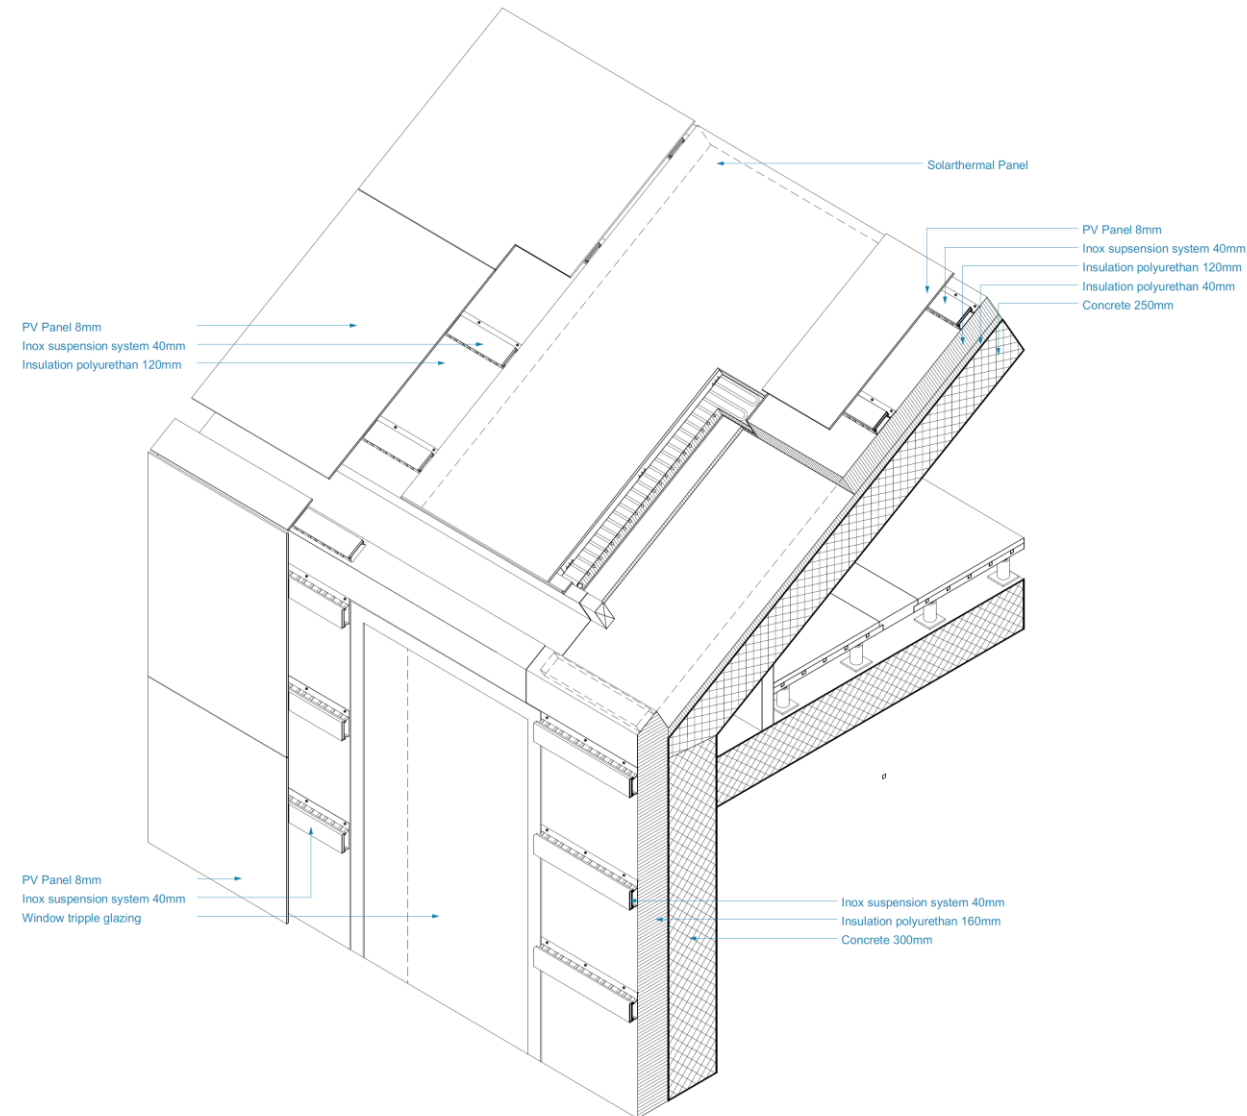 Solarthermal Panel
PV Panel 8mm
Inox supsension system 40mm
Insulation polyurethan 120mm
Insulation polyurethan 40mm
Concrete 250mm
PV Panel 8mm
Inox suspension system 40mm
Insulation polyurethan 120mm
PV Panel 8mm
Inox suspension system 40mm
Window tripple glazing
Inox suspension system 40mm
Insulation polyurethan 160mm
Concrete 300mm